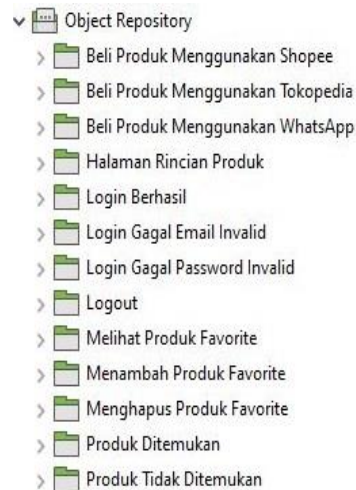 Object Repository
Beli Produk Menggunakan Shopee
Beli Produk Menggunakan Tokopedia
Beli Produk Menggunakan WhatsApp
Halaman Rincian Produk
Login Berhasil
Login Gagal Email Invalid
Login Gagal Password Invalid
Logout
Melihat Produk Favorite
Menambah Produk Favorite
Menghapus Produk Favorite
Produk Ditemukan
Produk Tidak Ditemukan